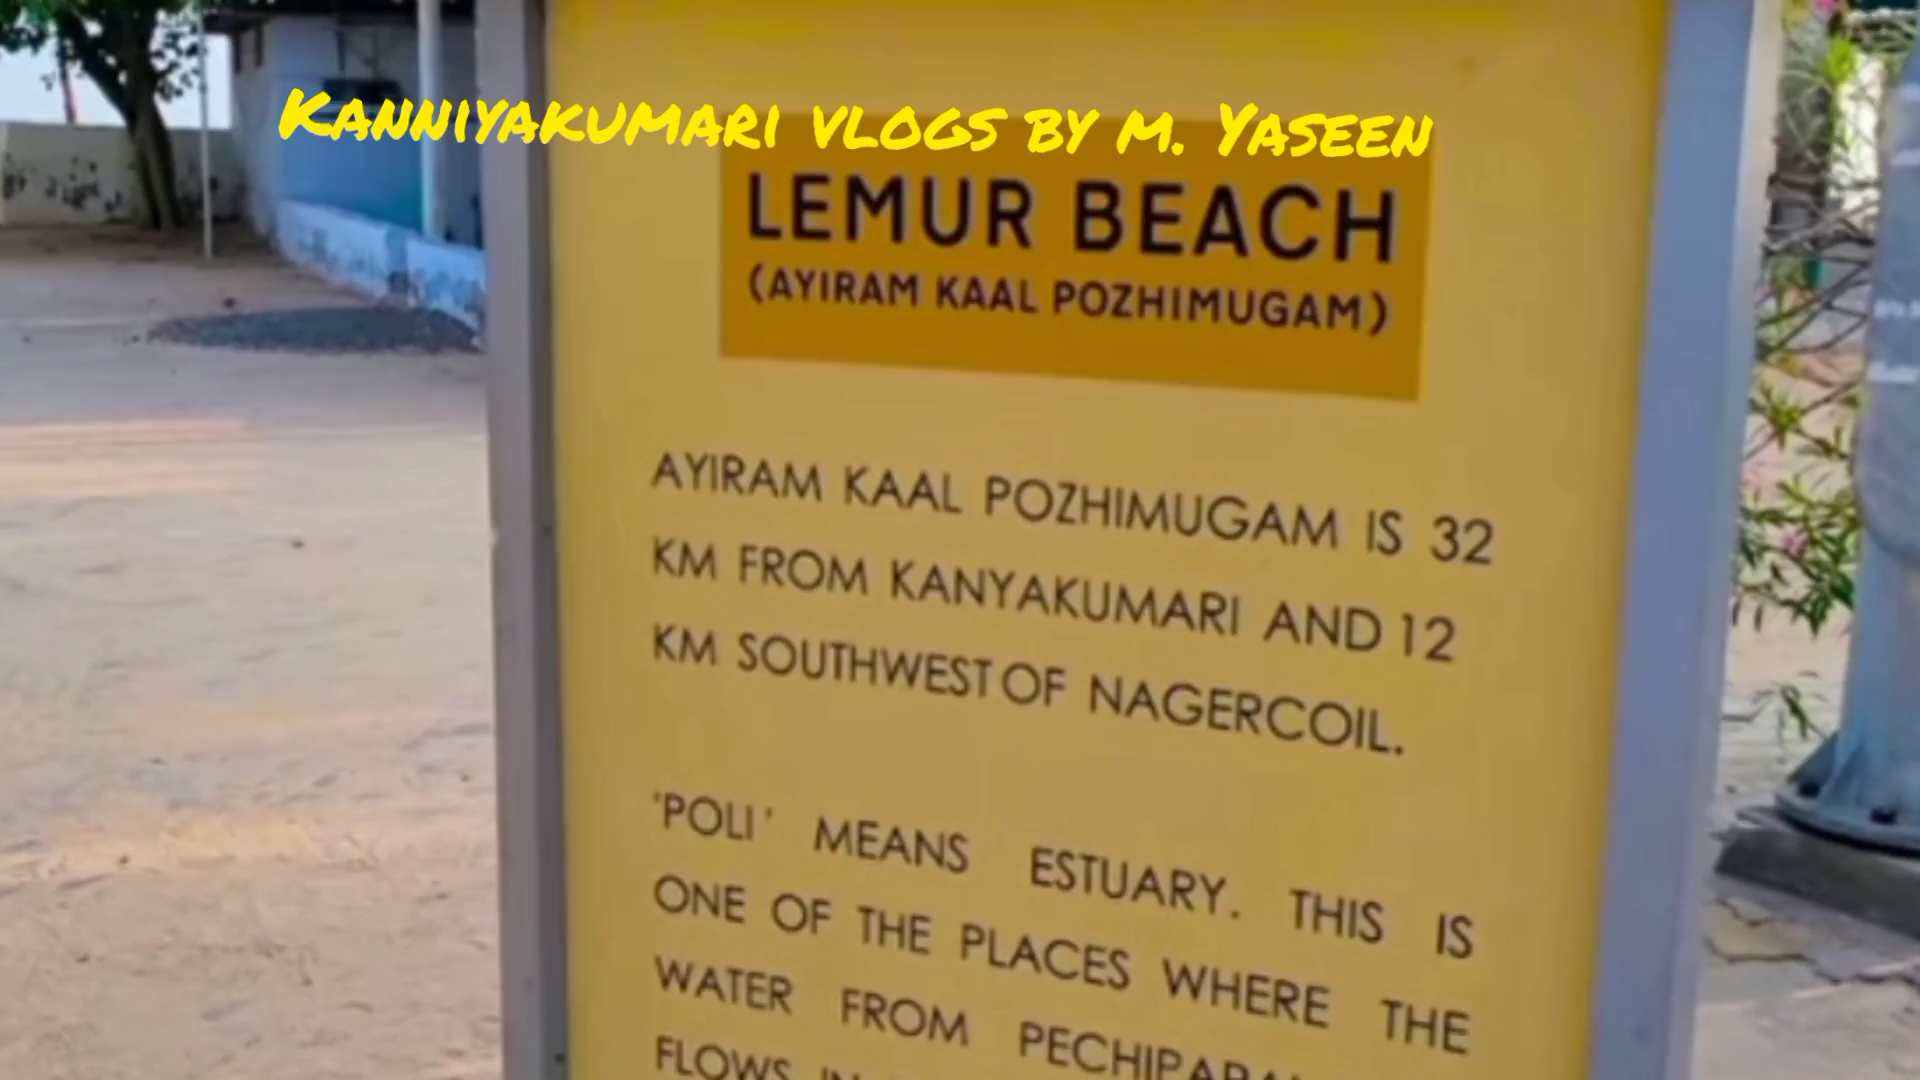 Kanniyakumari vlogs by m. Yaseen
LEMUR BEACH
(AYIRAM KAAL POZHIMUGAM)
AYIRAM KAAL POZHIMUGAM IS 32
KM FROM KANYAKUMARI AND 12
KM SOUTHWEST OF NAGERCOIL.
'POLI' MEANS ESTUARY. THIS IS
ONE OF THE PLACES WHERE THE
WATER FROM
FLOWS